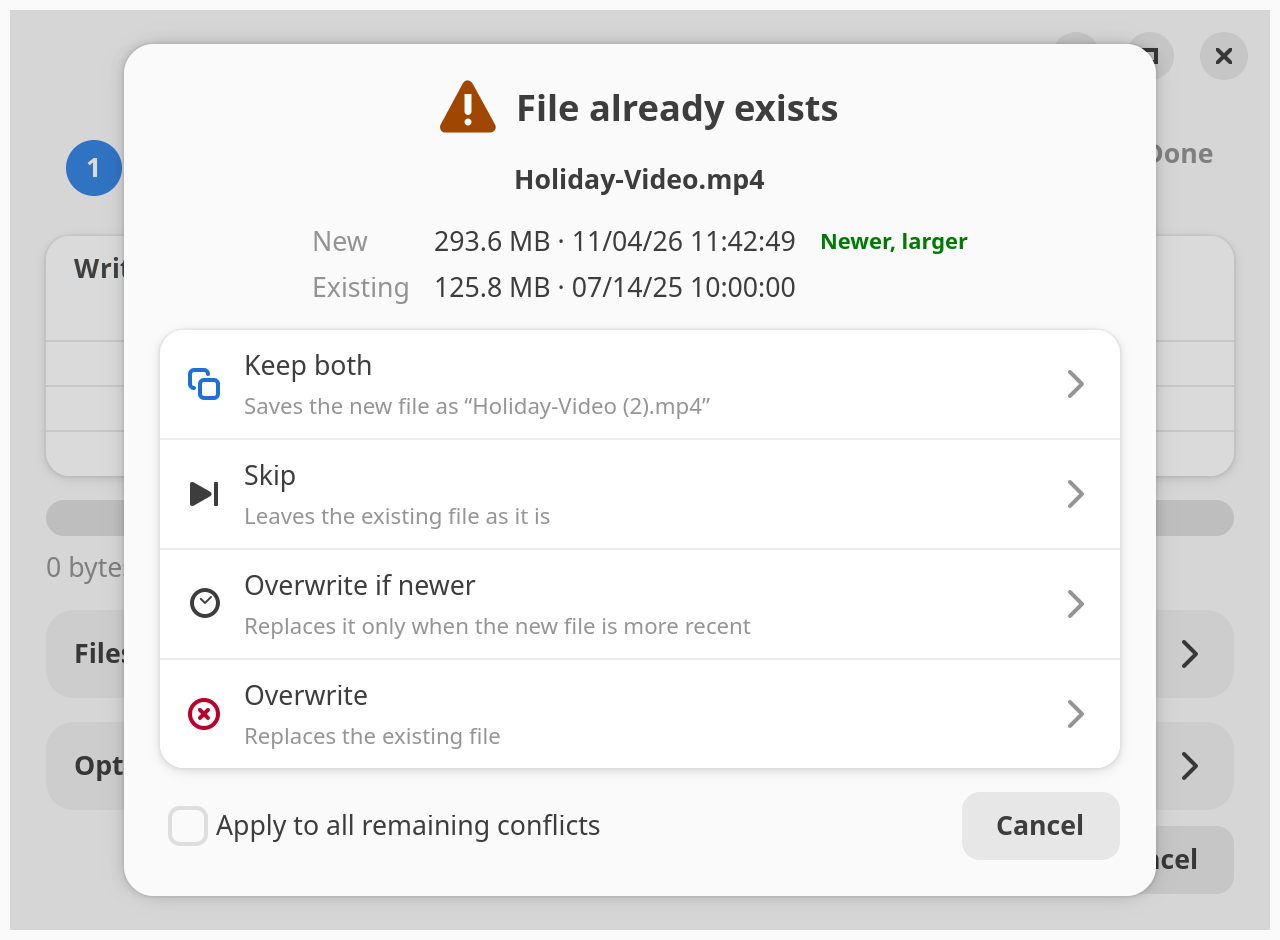 File already exists
1
Done
Holiday-Video.mp4
New 293.6 MB · 11/04/26 11:42:49 Newer, larger
Existing 125.8 MB · 07/14/25 10:00:00
Keep both
Saves the new file as “Holiday-Video (2).mp4”
Skip
Leaves the existing file as it is
Overwrite if newer
Replaces it only when the new file is more recent
Overwrite
Replaces the existing file
Apply to all remaining conflicts
Cancel